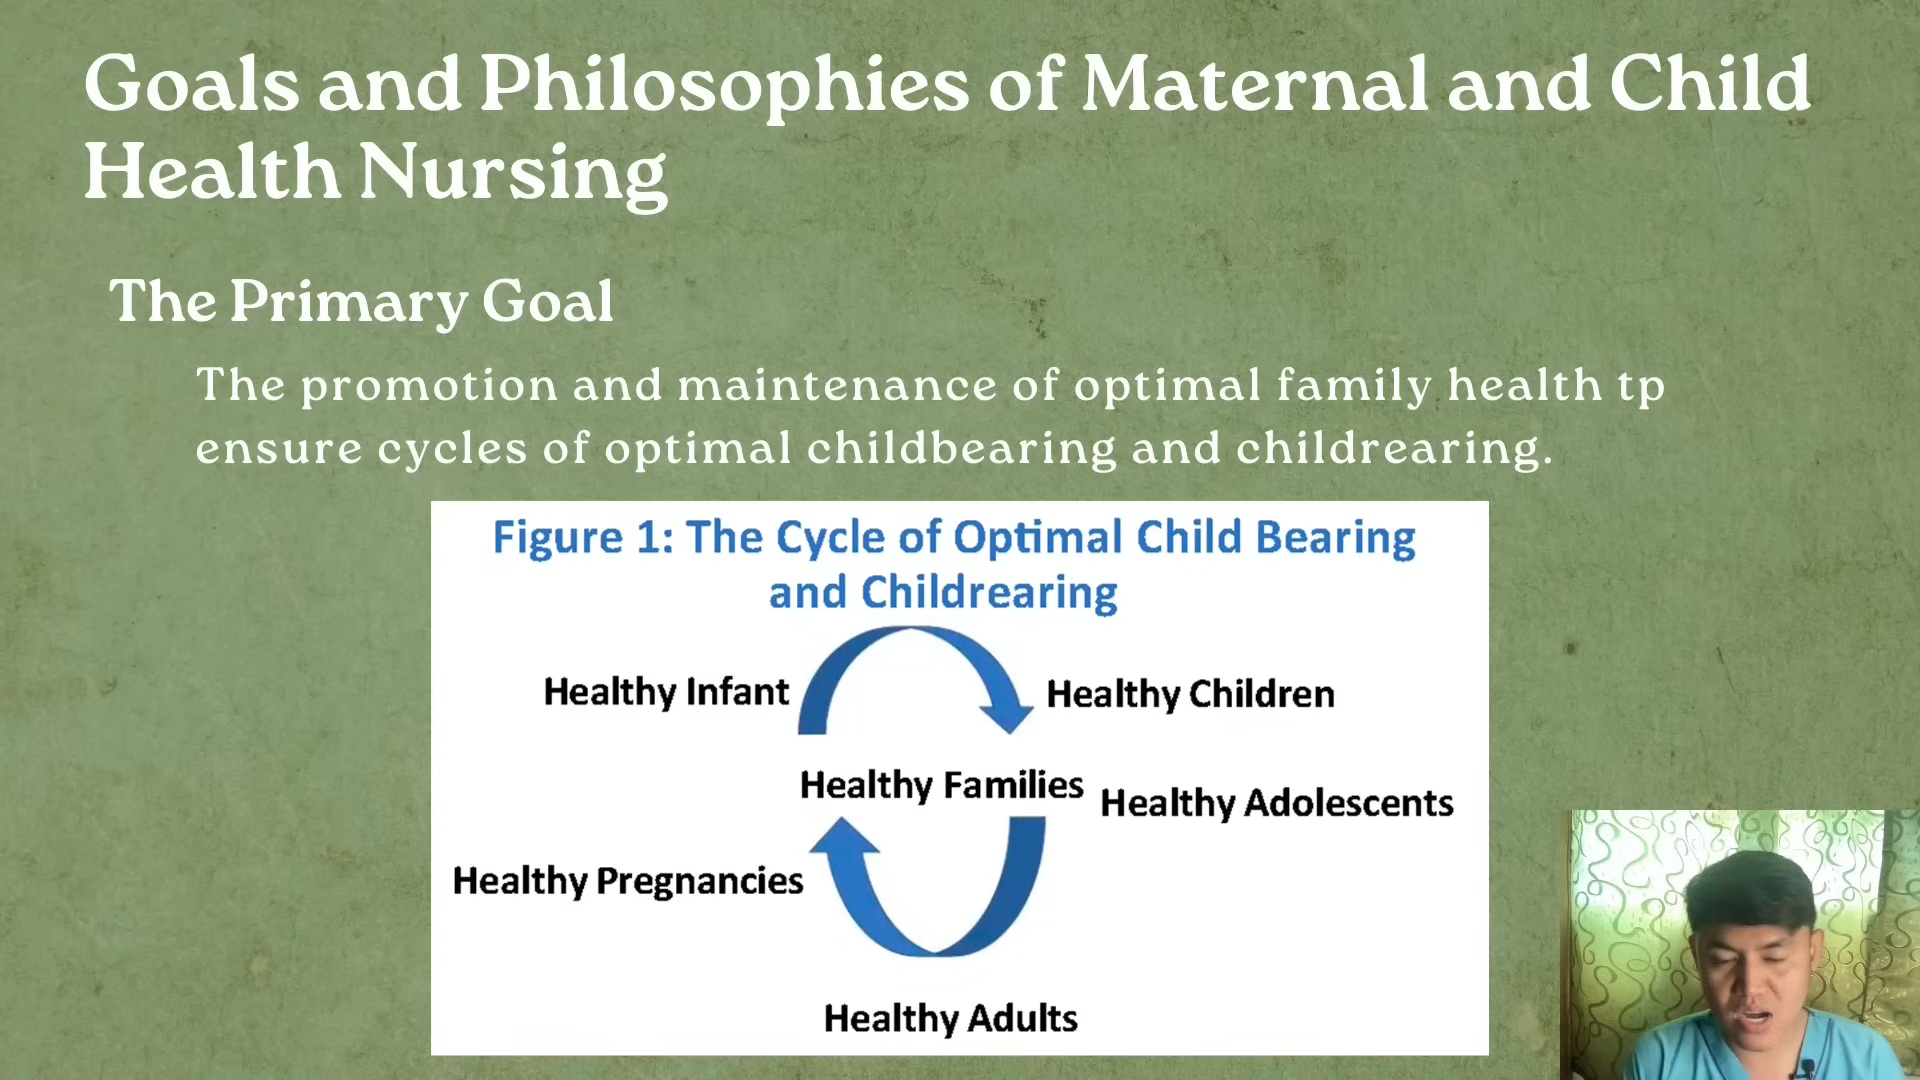 Goals and Philosophies of Maternal and Child
Health Nursing
The Primary Goal
The promotion and maintenance of optimal family health tp
ensure cycles of optimal childbearing and childrearing.
Figure 1: The Cycle of Optimal Child Bearing
and Childrearing
Healthy Infant
Healthy Children
Healthy Families
Healthy Adolescents
Healthy Pregnancies
Healthy Adults